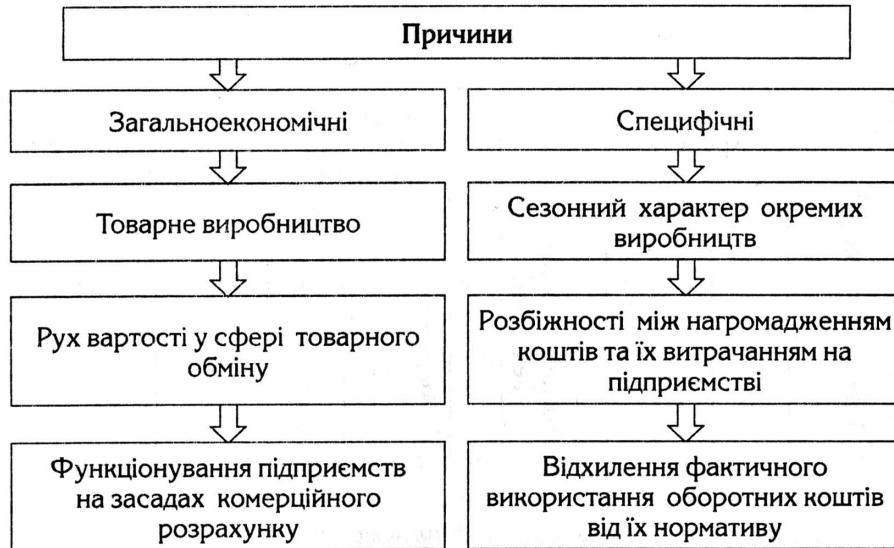 Причини
Загальноекономічні
Специфічні
Товарне виробництво
Сезонний характер окремих
виробництв
Рух вартості у сфері товарного
обміну
Розбіжності між нагромадженням
коштів та їх витрачанням на
підприємстві
Функціонування підприємств
на засадах комерційного
розрахунку
Відхилення фактичного
використання оборотних коштів
від їх нормативу